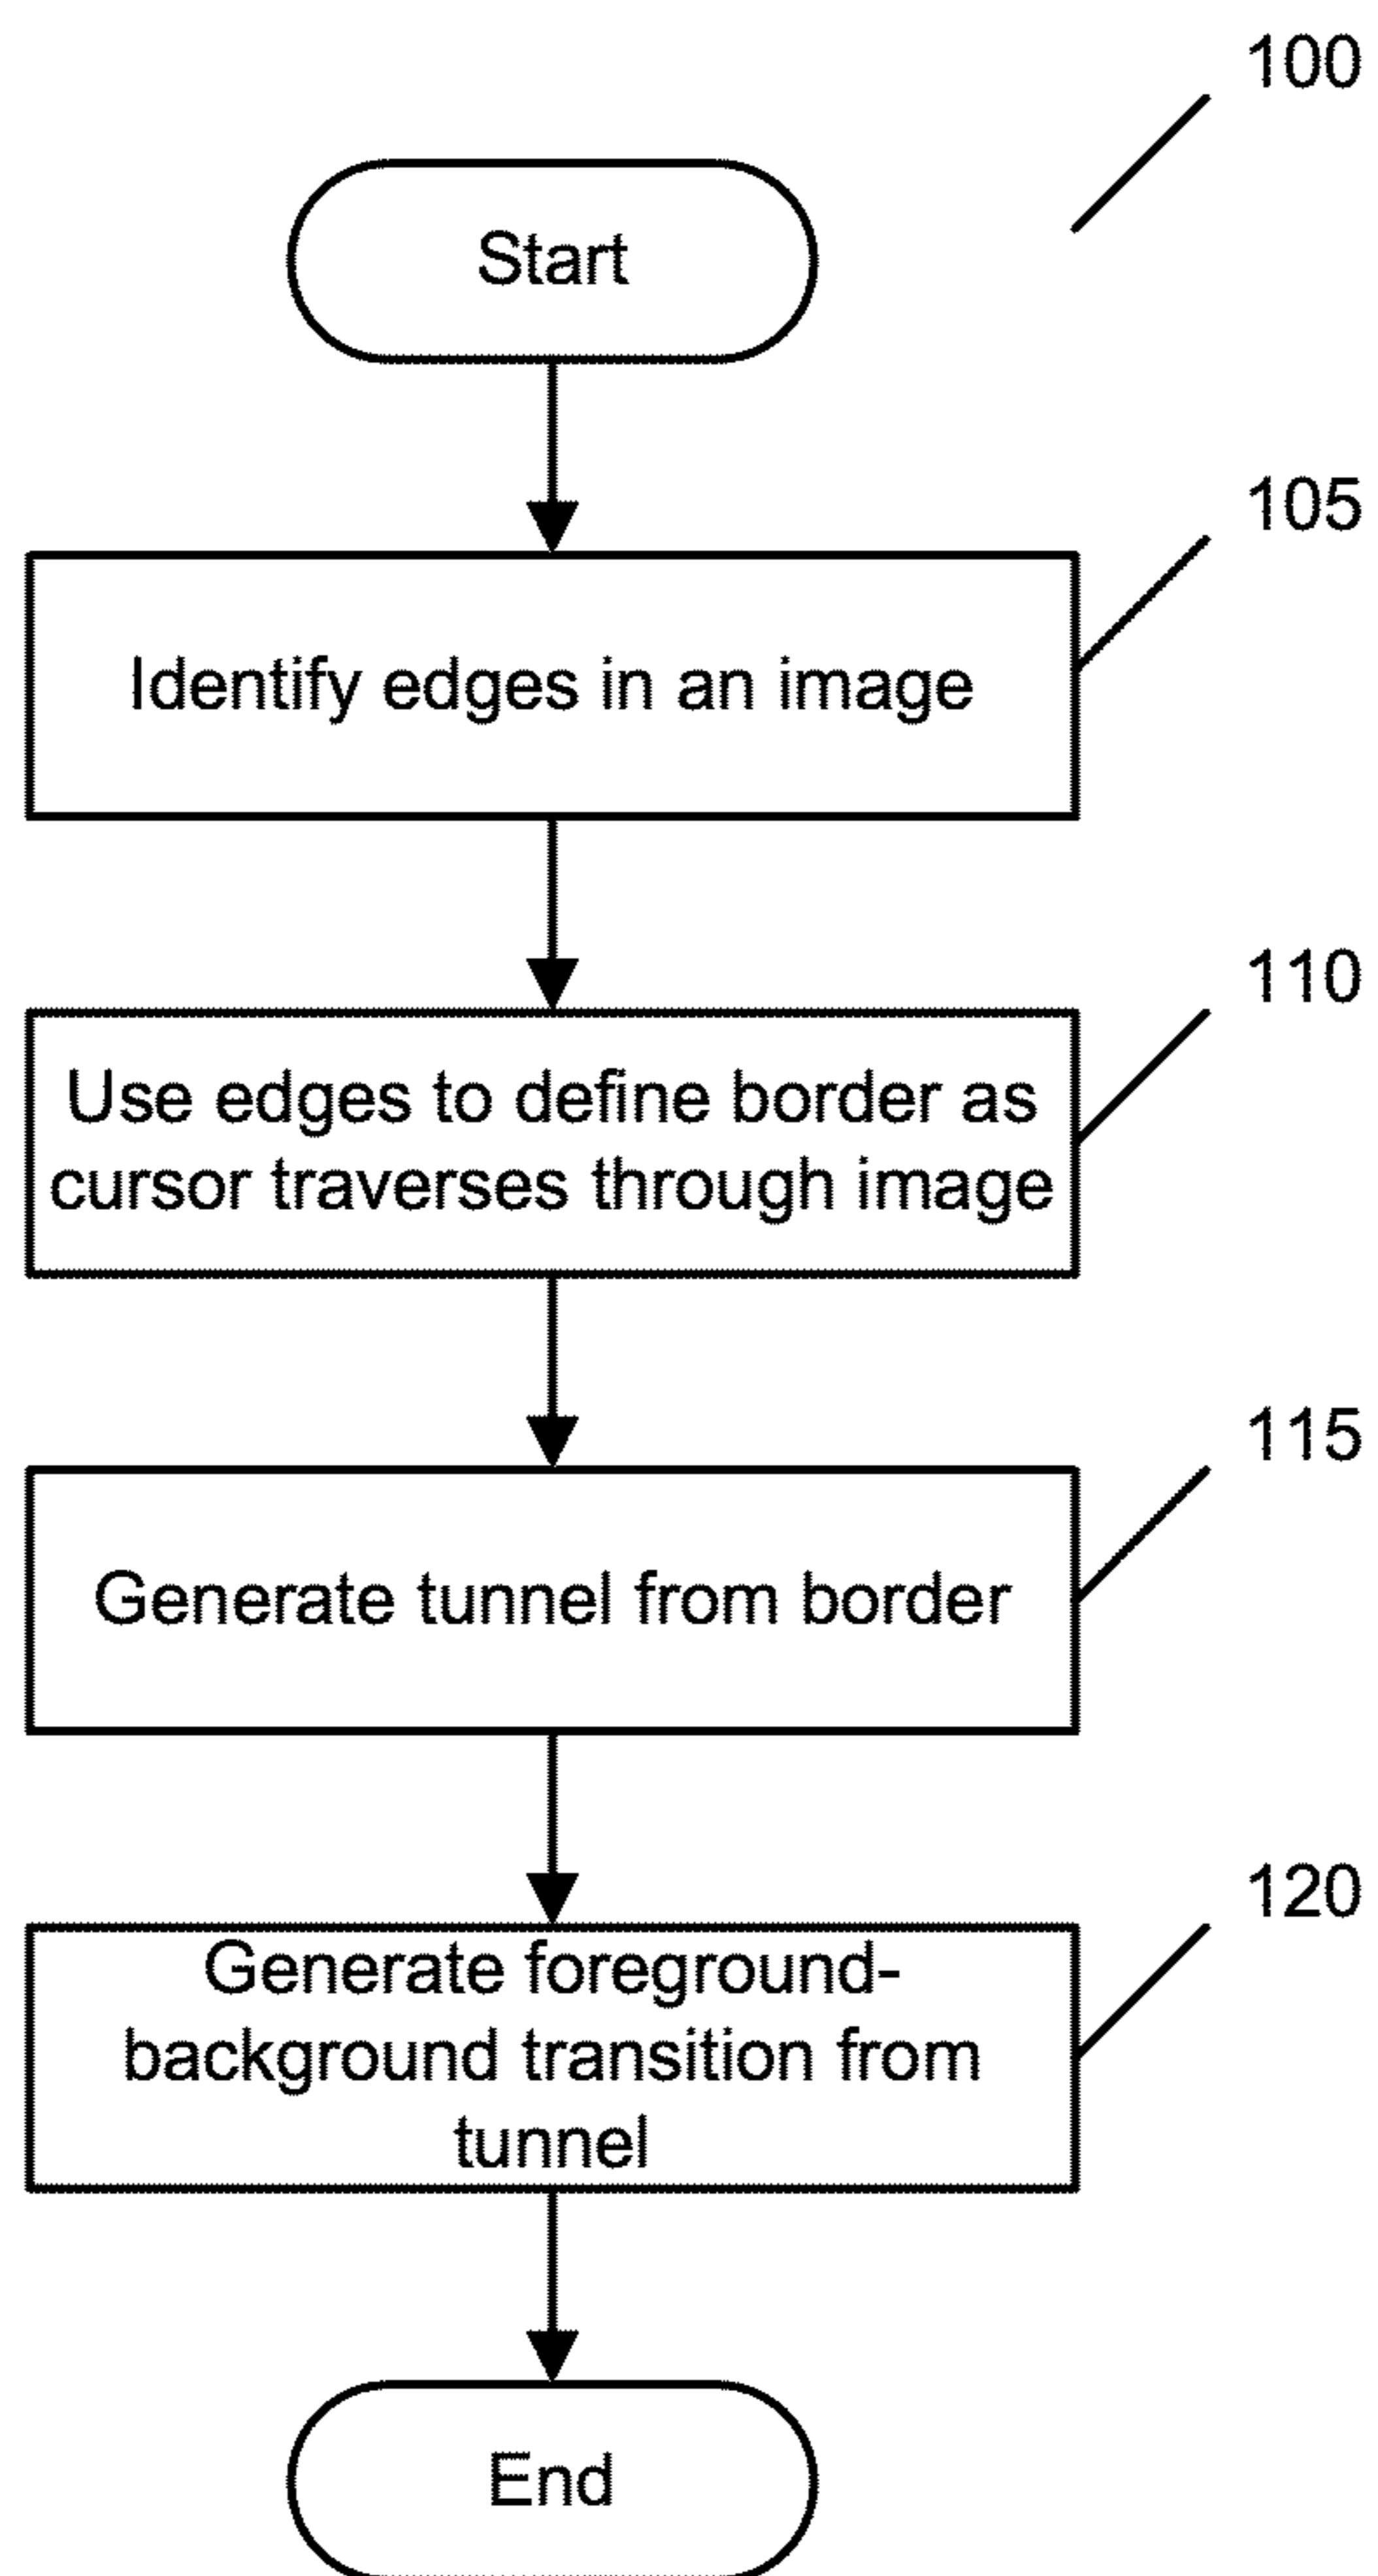 100
Start
105
Identify edges in an image
110
Use edges to define border as
cursor traverses through image
115
Generate tunnel from border
120
Generate foreground-
background transition from
tunnel
End